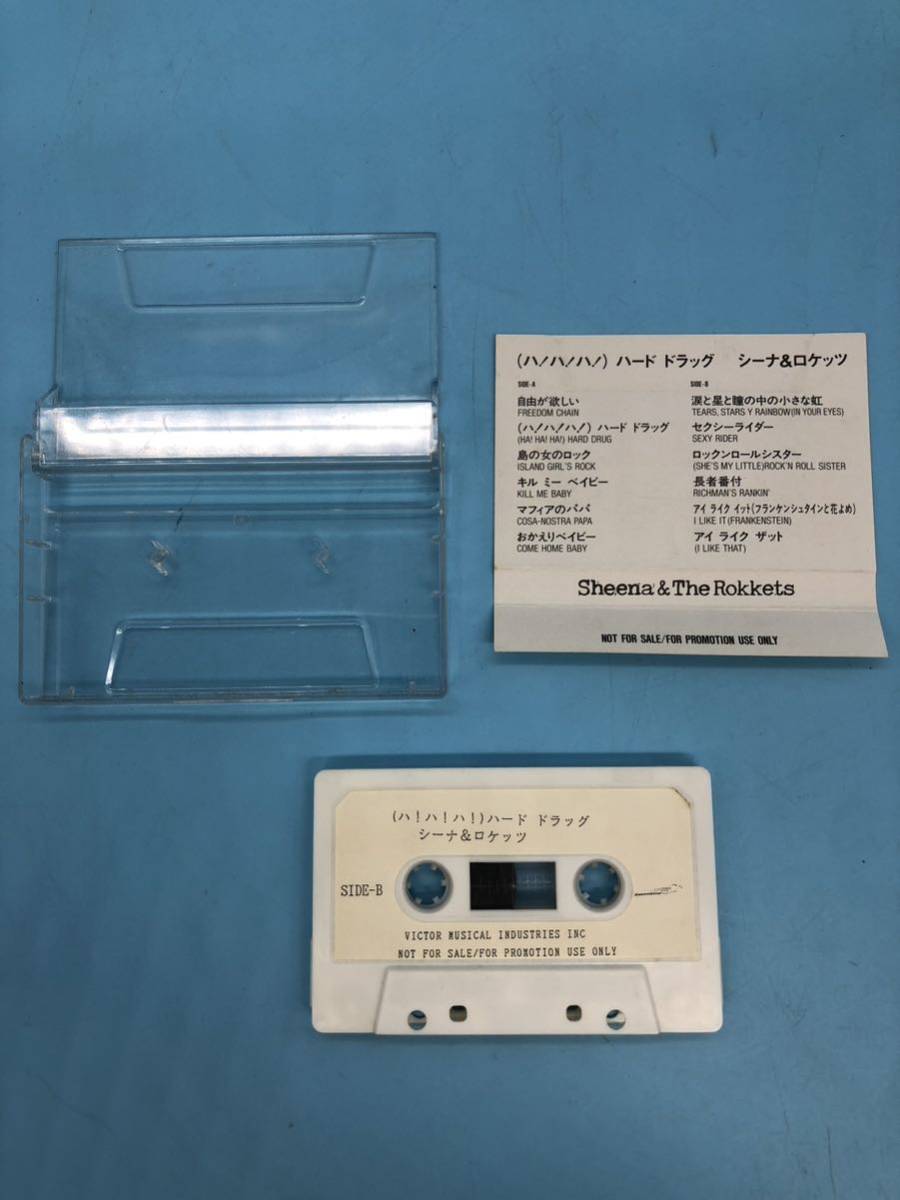 (ハ!ハ!ハ!) ハード ドラッグ シーナ&ロケッツ
SIDE-A
自由が欲しい
FREEDOM CHAIN
(ハ!ハ!ハ!) ハード ドラッグ
(HA! HA! HA!) HARD DRUG
島の女のロック
ISLAND GIRL'S ROCK
キル ミー ベイビー
KILL ME BABY
マフィアのパパ
COSA-NOSTRA PAPA
おかえりベイビー
COME HOME BABY
SIDE-B
涙と星と瞳の中の小さな虹
TEARS, STARS Y RAINBOW (IN YOUR EYES)
セクシーライダー
SEXY RIDER
ロックンロールシスター
(SHE'S MY LITTLE) ROCK'N ROLL SISTER
長者番付
RICHMAN'S RANKIN'
アイ ライク イット(フランケンシュタインと花よめ)
I LIKE IT (FRANKENSTEIN)
アイ ライク ザット
(I LIKE THAT)
Sheena & The Rokkets
NOT FOR SALE/FOR PROMOTION USE ONLY
(ハ!ハ!ハ!)ハード ドラッグ
シーナ&ロケッツ
SIDE-B
VICTOR MUSICAL INDUSTRIES INC
NOT FOR SALE/FOR PROMOTION USE ONLY